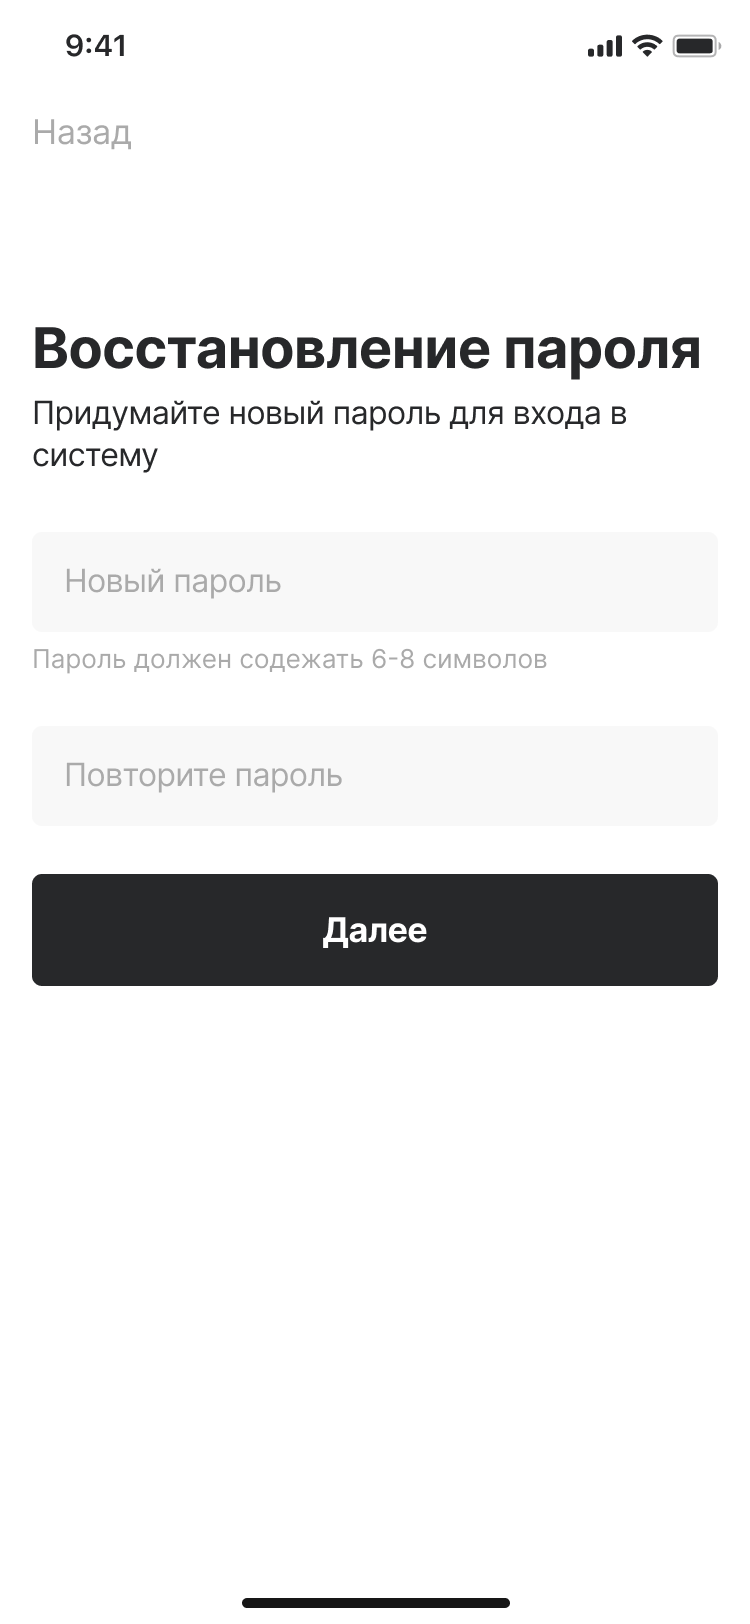 9:41
Назад
Восстановление пароля
Придумайте новый пароль для входа в
систему
Новый пароль
Пароль должен содежать 6-8 символов
Повторите пароль
Далее